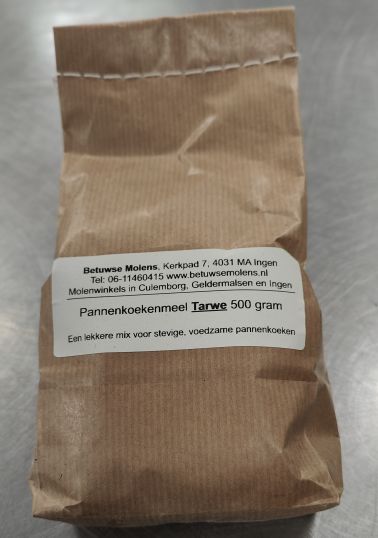 Betuwse Molens, Kerkpad 7, 4031 MA Ingen
Tel: 06-11460415 www.betuwsemolens.nl
Molenwinkels in Culemborg, Geldermalsen en Ingen
Pannenkoekenmeel Tarwe 500 gram
Een lekkere mix voor stevige, voedzame pannenkoeken